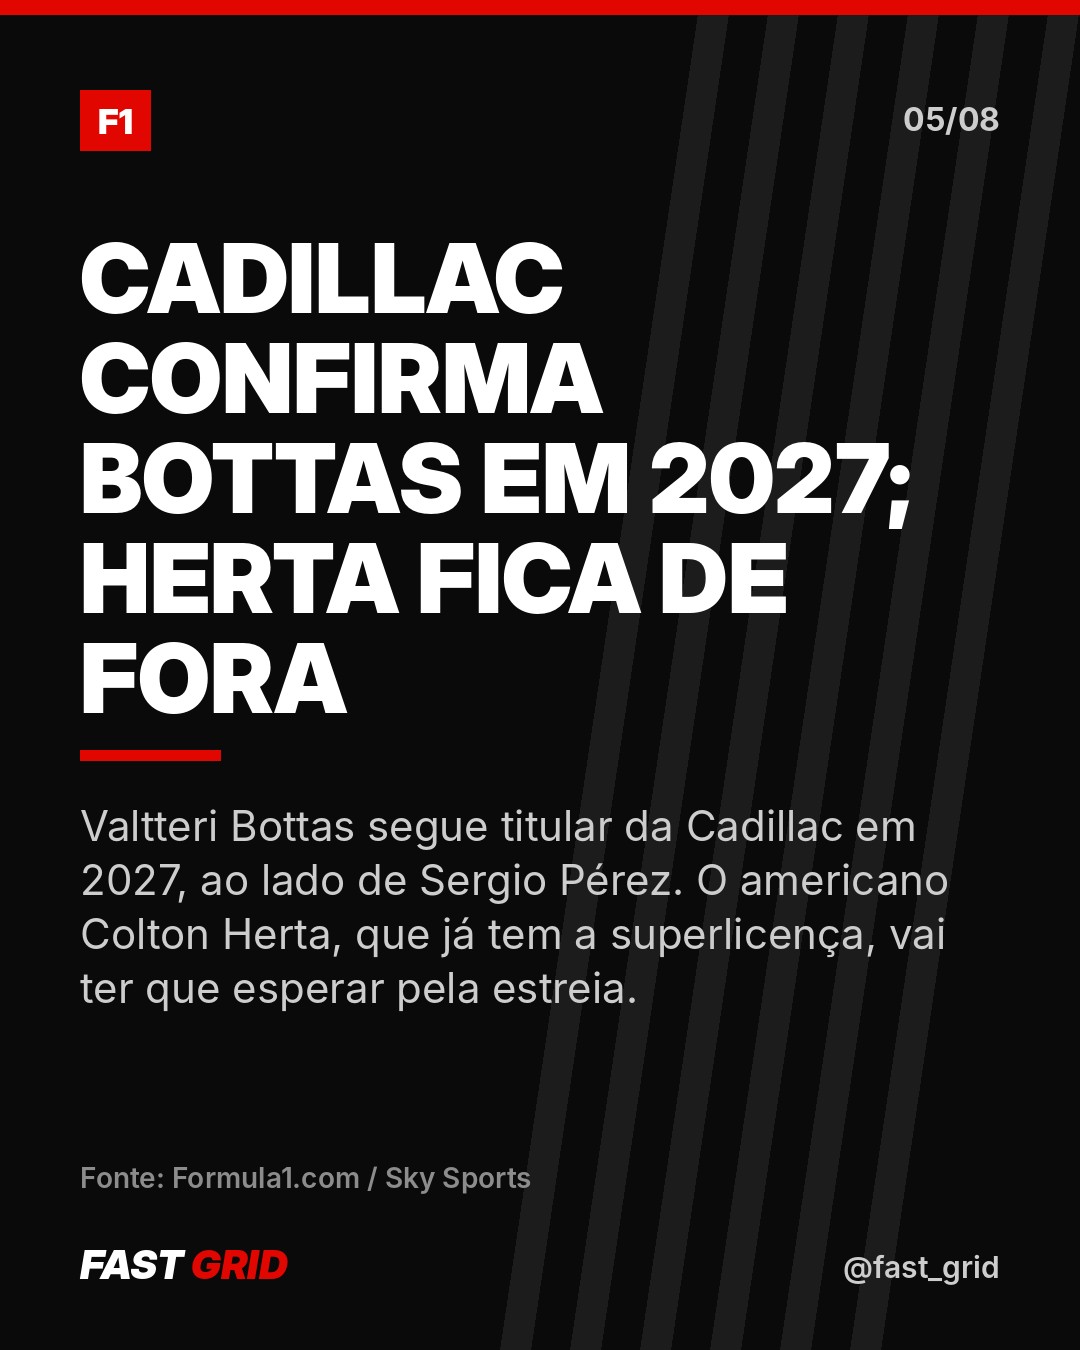 F1
05/08
CADILLAC
CONFIRMA
BOTTAS EM 2027;
HERTA FICA DE
FORA
Valtteri Bottas segue titular da Cadillac em
2027, ao lado de Sergio Pérez. O americano
Colton Herta, que já tem a superlicença, vai
ter que esperar pela estreia.
Fonte: Formula1.com / Sky Sports
FAST GRID
@fast_grid